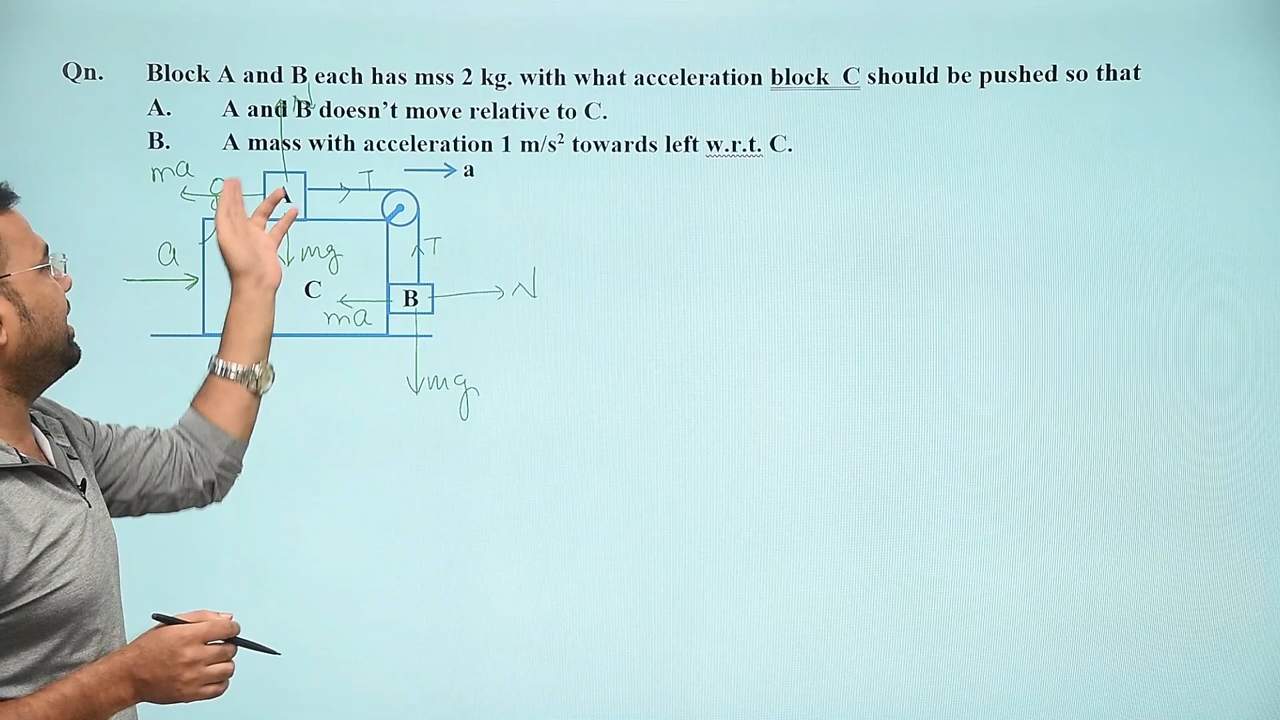 Qn. Block A and B each has mss 2 kg. with what acceleration block C should be pushed so that
A. A and B doesn't move relative to C.
B. A mass with acceleration 1 m/s² towards left w.r.t. C.
N
ma
A
T
a
a
mg
T
C
B
N
ma
mg